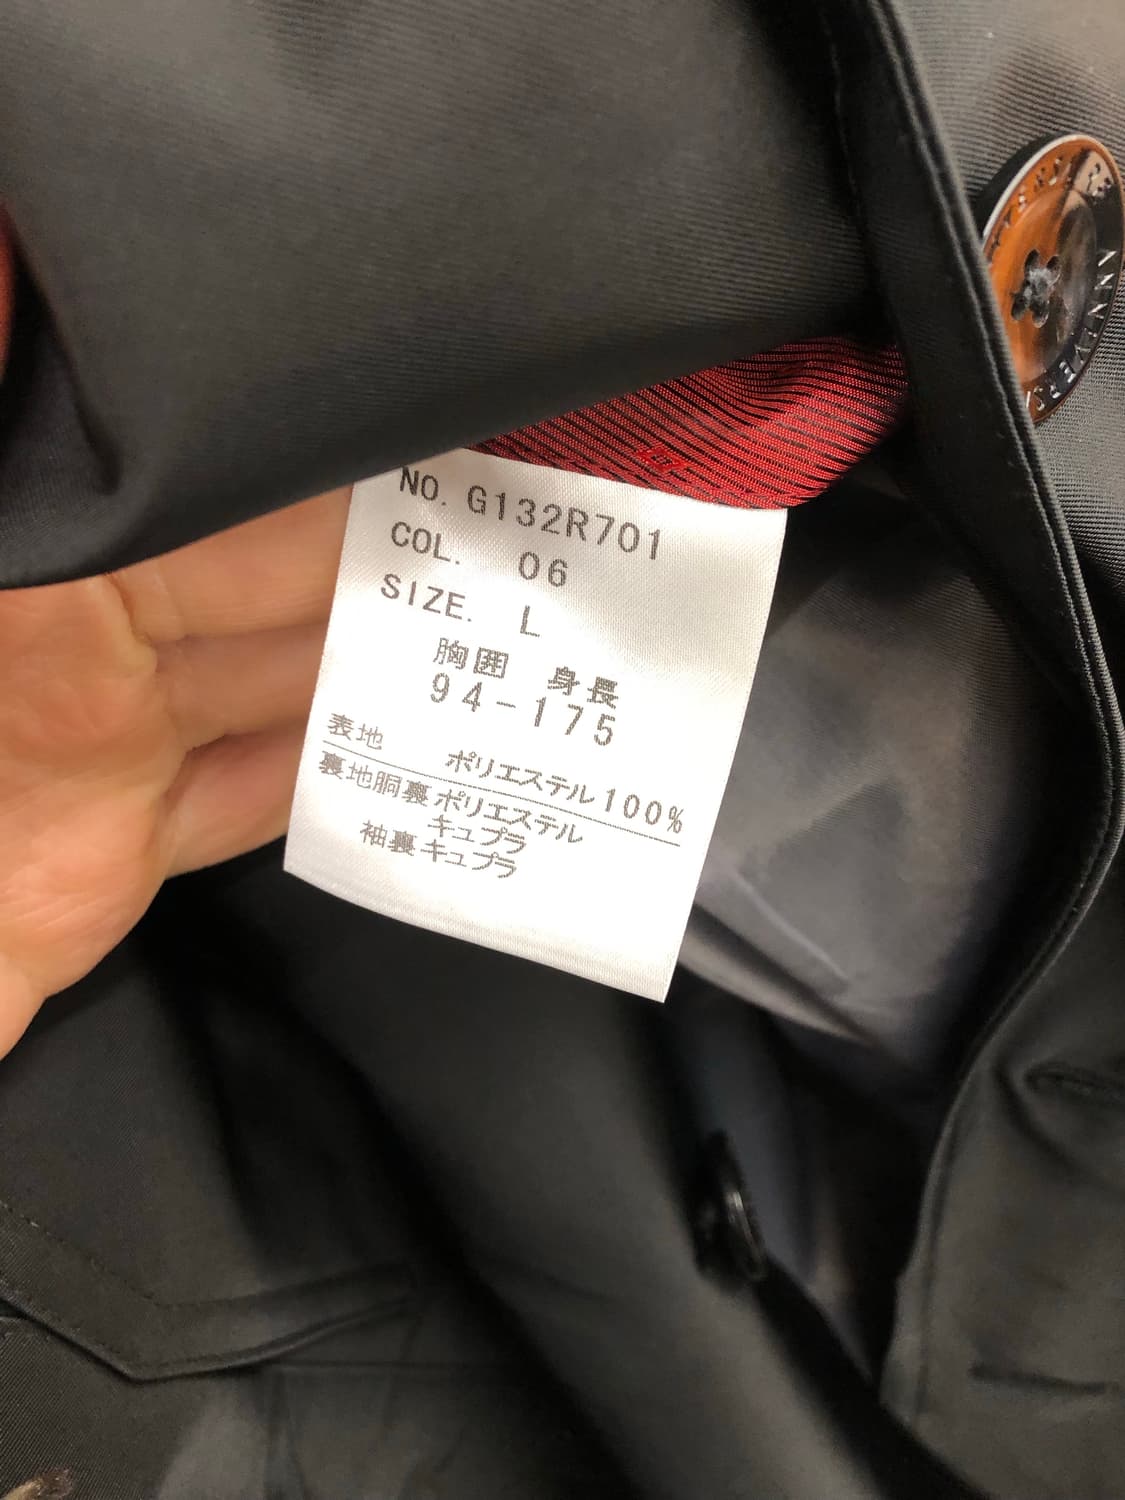 NO. G132R701
COL. 06
SIZE. L
胸囲 身長
94-175
表地 ポリエステル100%
裏地胴裏ポリエステル
キュプラ
袖裏キュプラ